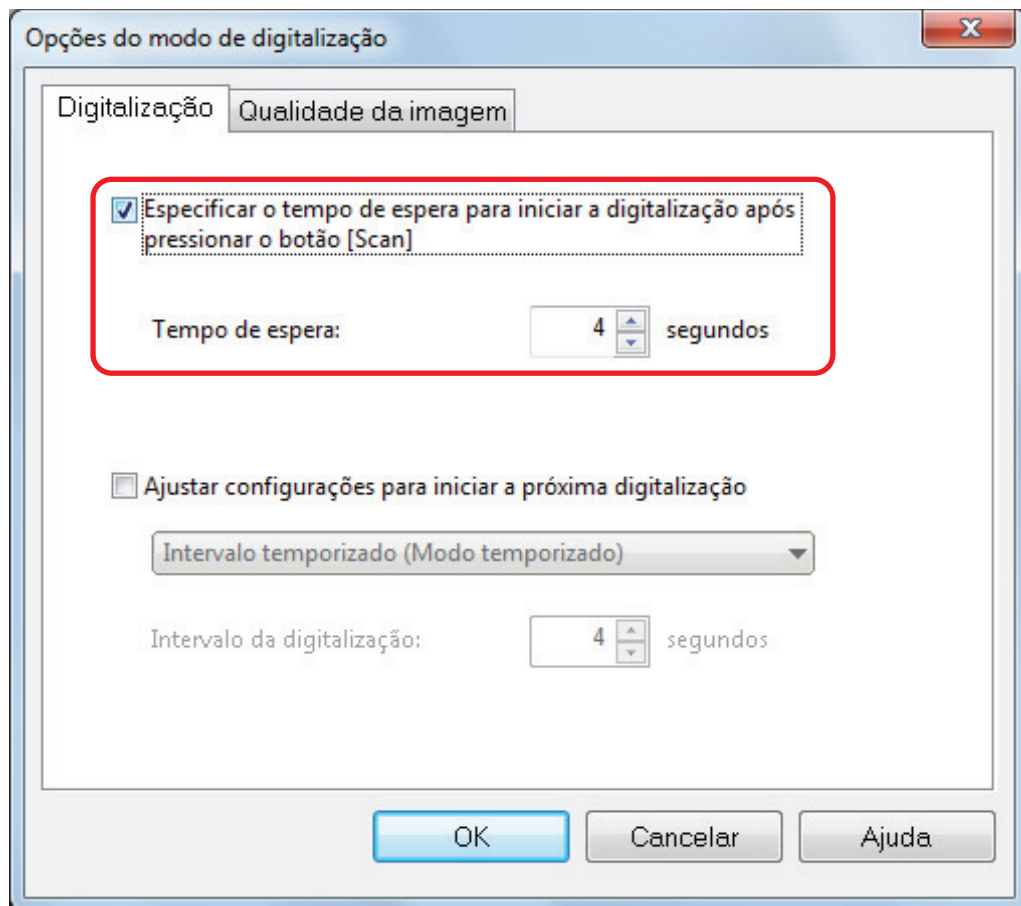 Opções do modo de digitalização
Digitalização
Qualidade da imagem
Especificar o tempo de espera para iniciar a digitalização após
pressionar o botão [Scan]
Tempo de espera: 4 segundos
Ajustar configurações para iniciar a próxima digitalização
Intervalo temporizado (Modo temporizado)
Intervalo da digitalização: 4 segundos
OK Cancelar Ajuda